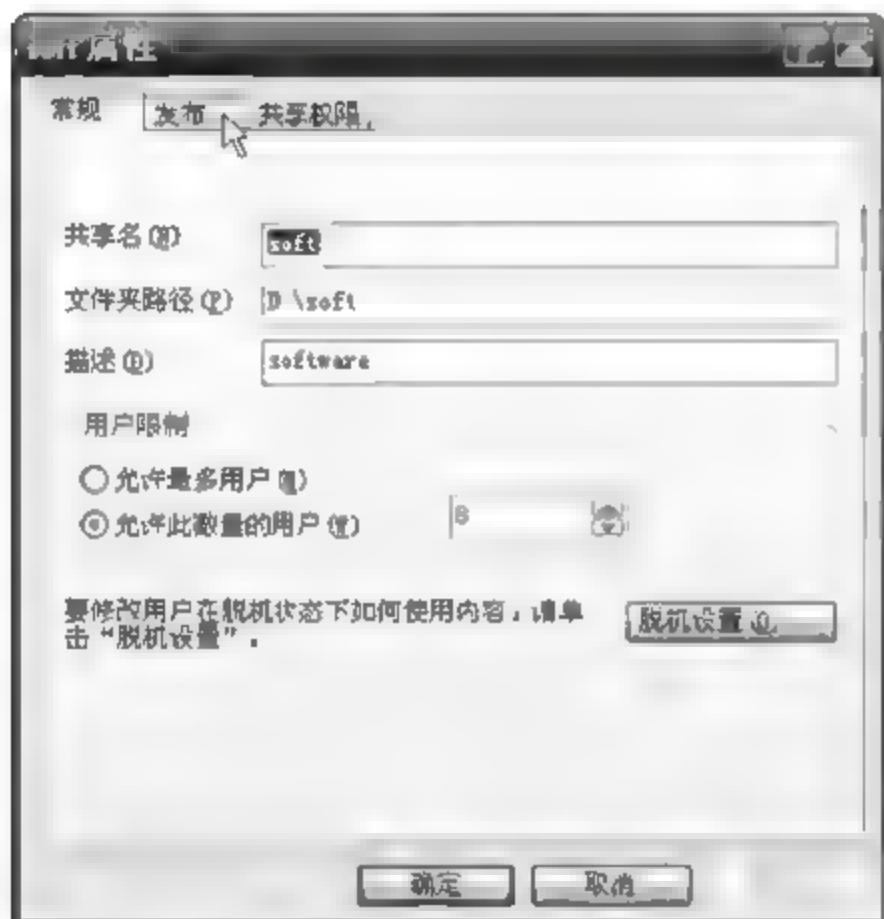 属性
常规 发布 共享权限
共享名(N) soft
文件夹路径(P) D \soft
描述(D) software
用户限制
允许最多用户
允许此数量的用户 8
要修改用户在脱机状态下如何使用内容，请单
击“脱机设置”。
脱机设置
确定 取消